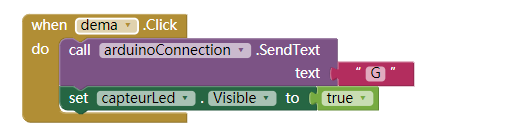 when dema .Click
do call arduinoConnection .SendText
text " G "
set capteurLed . Visible to true